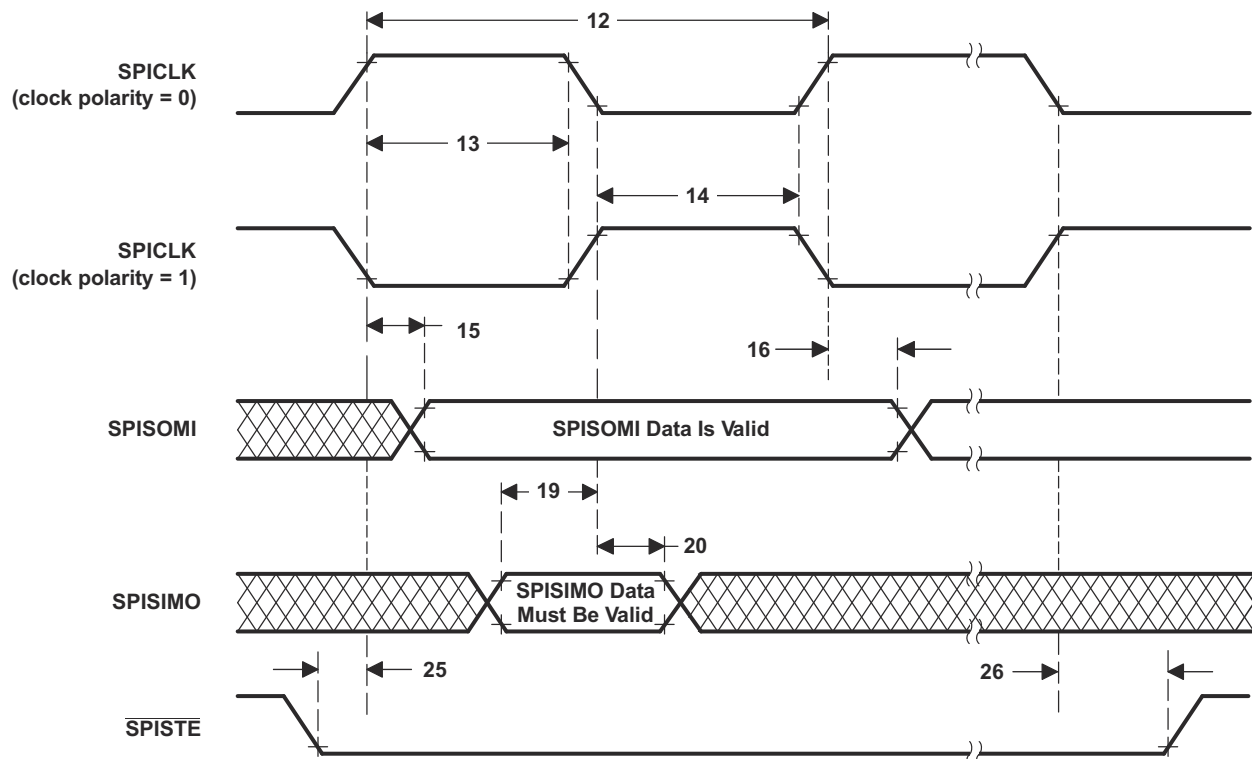 12
SPICLK
(clock polarity = 0)
13
14
SPICLK
(clock polarity = 1)
15
16
SPISOMI
SPISOMI Data Is Valid
19
20
SPISIMO
SPISIMO Data
Must Be Valid
25
26
SPISTE